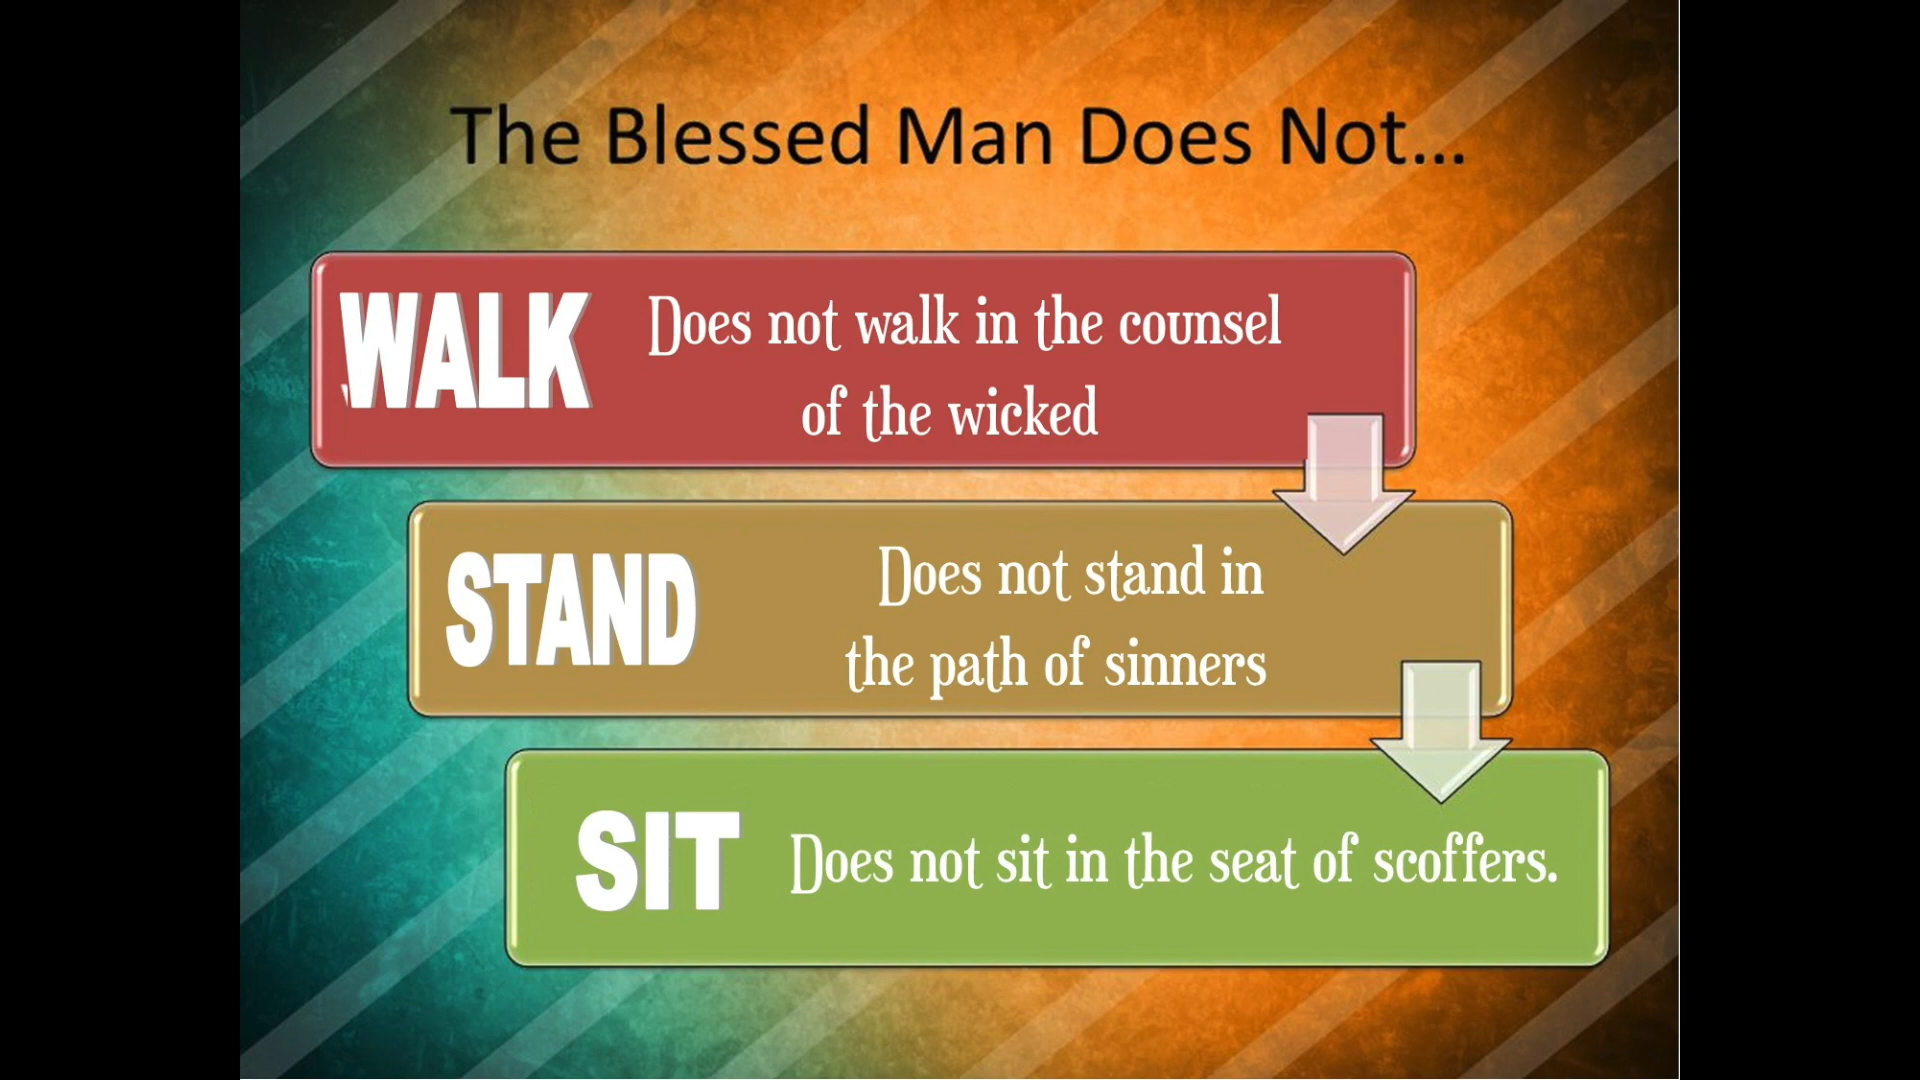 The Blessed Man Does Not...
WALK
Does not walk in the counsel
of the wicked
STAND
Does not stand in
the path of sinners
SIT
Does not sit in the seat of scoffers.